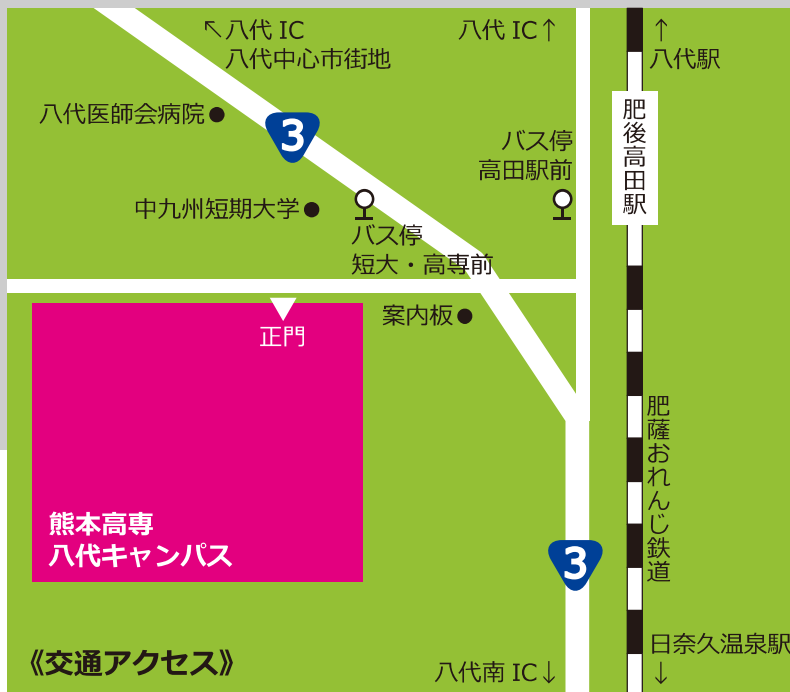 ↖八代 IC
八代中心市街地
八代 IC↑
↑
八代駅
八代医師会病院●
3
バス停
高田駅前
肥後高田駅
中九州短期大学●
バス停
短大・高専前
案内板●
正門
肥薩おれんじ鉄道
熊本高専
八代キャンパス
3
《交通アクセス》
八代南 IC↓
日奈久温泉駅
↓